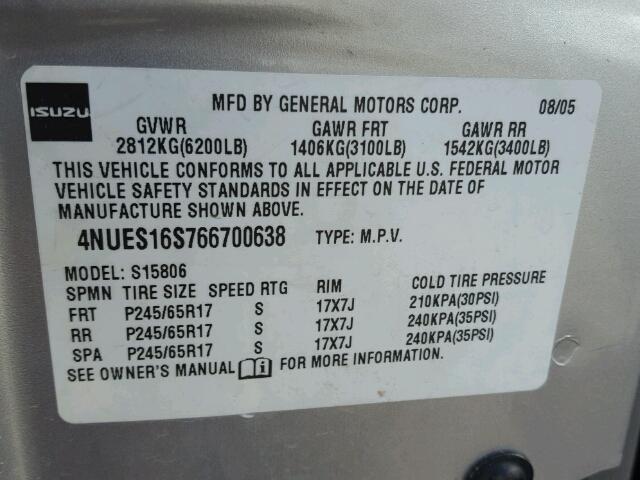 ISUZU
MFD BY GENERAL MOTORS CORP. 08/05
GVWR GAWR FRT GAWR RR
2812KG(6200LB) 1406KG(3100LB) 1542KG(3400LB)
THIS VEHICLE CONFORMS TO ALL APPLICABLE U.S. FEDERAL MOTOR
VEHICLE SAFETY STANDARDS IN EFFECT ON THE DATE OF
MANUFACTURE SHOWN ABOVE.
4NUES16S766700638 TYPE: M.P.V.
MODEL: S15806
SPMN TIRE SIZE SPEED RTG RIM COLD TIRE PRESSURE
FRT P245/65R17 S 17X7J 210KPA(30PSI)
RR P245/65R17 S 17X7J 240KPA(35PSI)
SPA P245/65R17 S 17X7J 240KPA(35PSI)
SEE OWNER'S MANUAL FOR MORE INFORMATION.